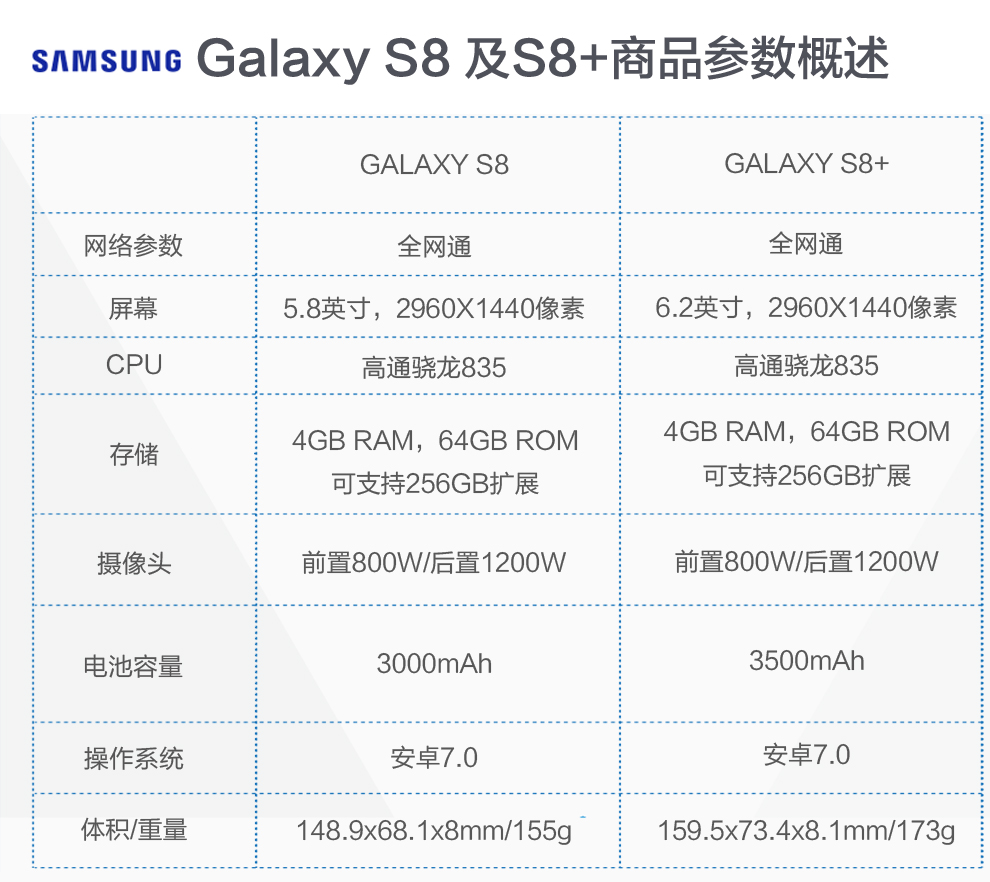 SAMSUNG Galaxy S8 及S8+商品参数概述
GALAXY S8 GALAXY S8+
网络参数 全网通 全网通
屏幕 5.8英寸，2960X1440像素 6.2英寸，2960X1440像素
CPU 高通骁龙835 高通骁龙835
存储 4GB RAM，64GB ROM 4GB RAM，64GB ROM
可支持256GB扩展 可支持256GB扩展
摄像头 前置800W/后置1200W 前置800W/后置1200W
电池容量 3000mAh 3500mAh
操作系统 安卓7.0 安卓7.0
体积/重量 148.9x68.1x8mm/155g 159.5x73.4x8.1mm/173g